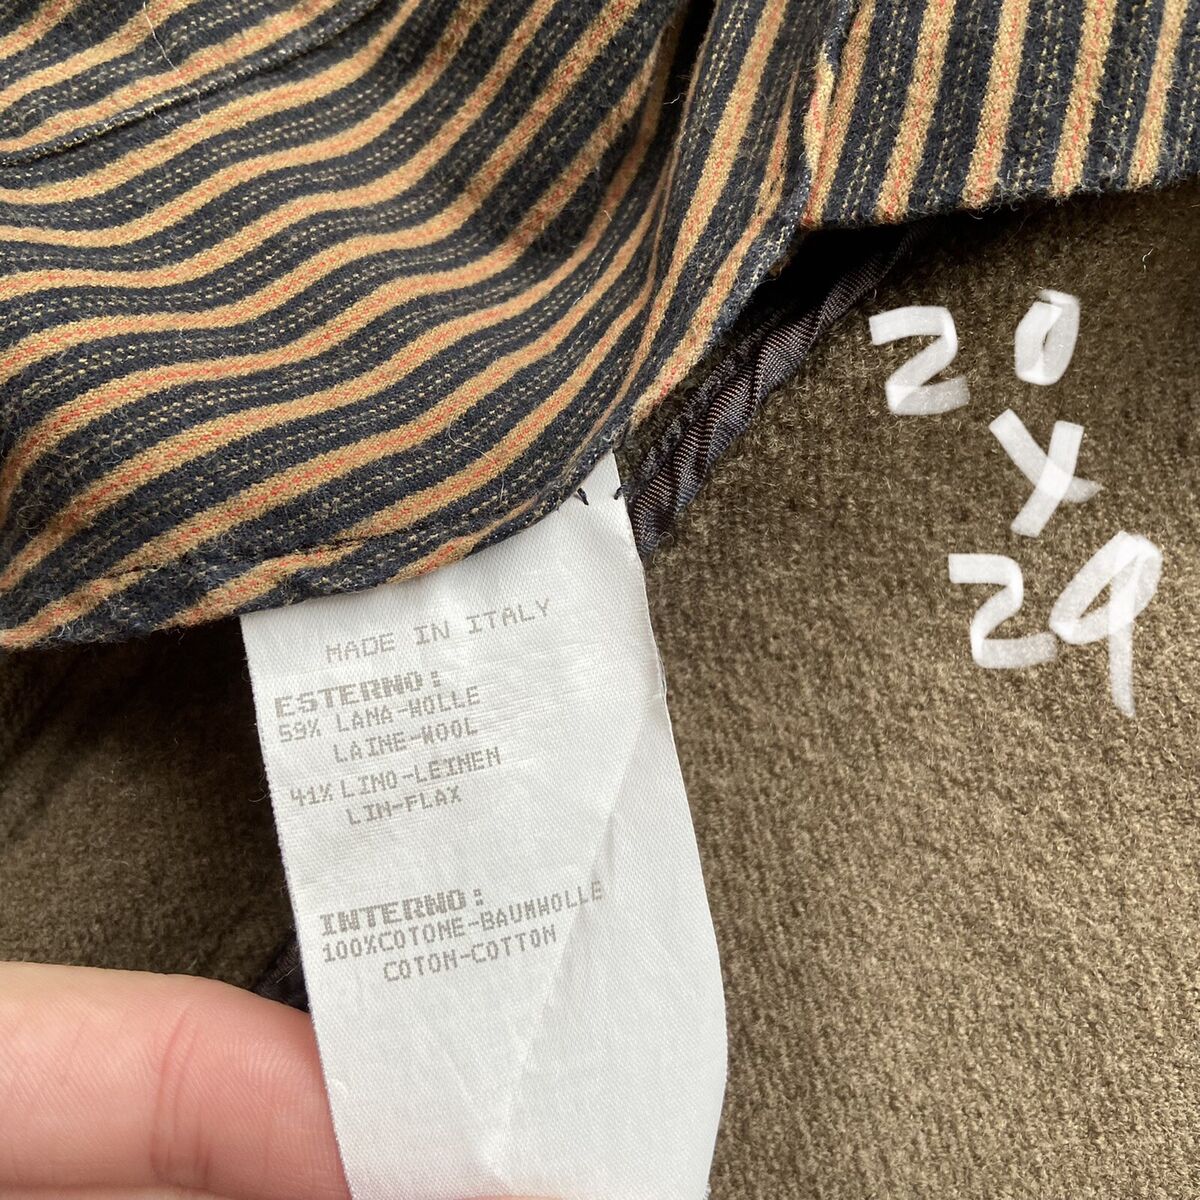 MADE IN ITALY
ESTERNO:
59% LANA-WOLLE
LAINE-WOOL
41% LINO-LEINEN
LIN-FLAX
INTERNO:
100%COTONE-BAUMWOLLE
COTON-COTTON
20
X
29